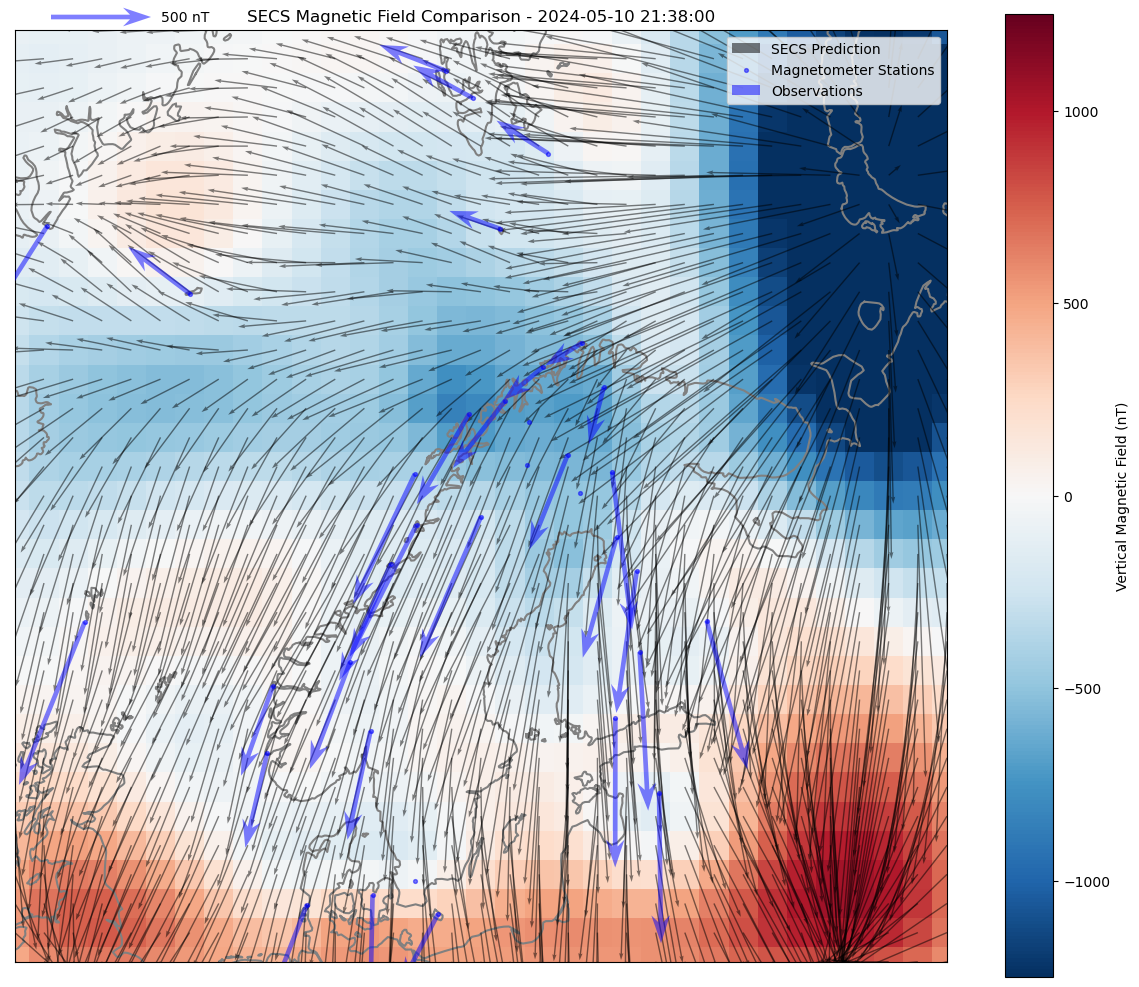 500 nT
SECS Magnetic Field Comparison - 2024-05-10 21:38:00
SECS Prediction
Magnetometer Stations
Observations
1000
500
0
−500
−1000
Vertical Magnetic Field (nT)